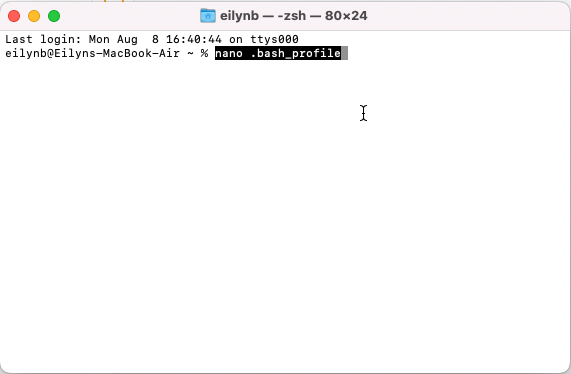 eilynb — -zsh — 80×24
Last login: Mon Aug  8 16:40:44 on ttys000
eilynb@Eilyns-MacBook-Air ~ % nano .bash_profile